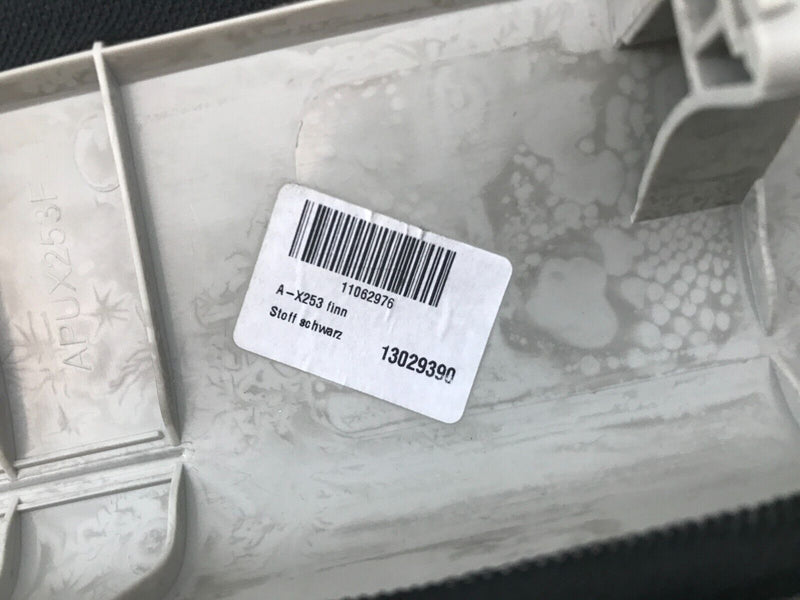 APUX253F
11062976
A-X253 finn
Stoff schwarz
13029390